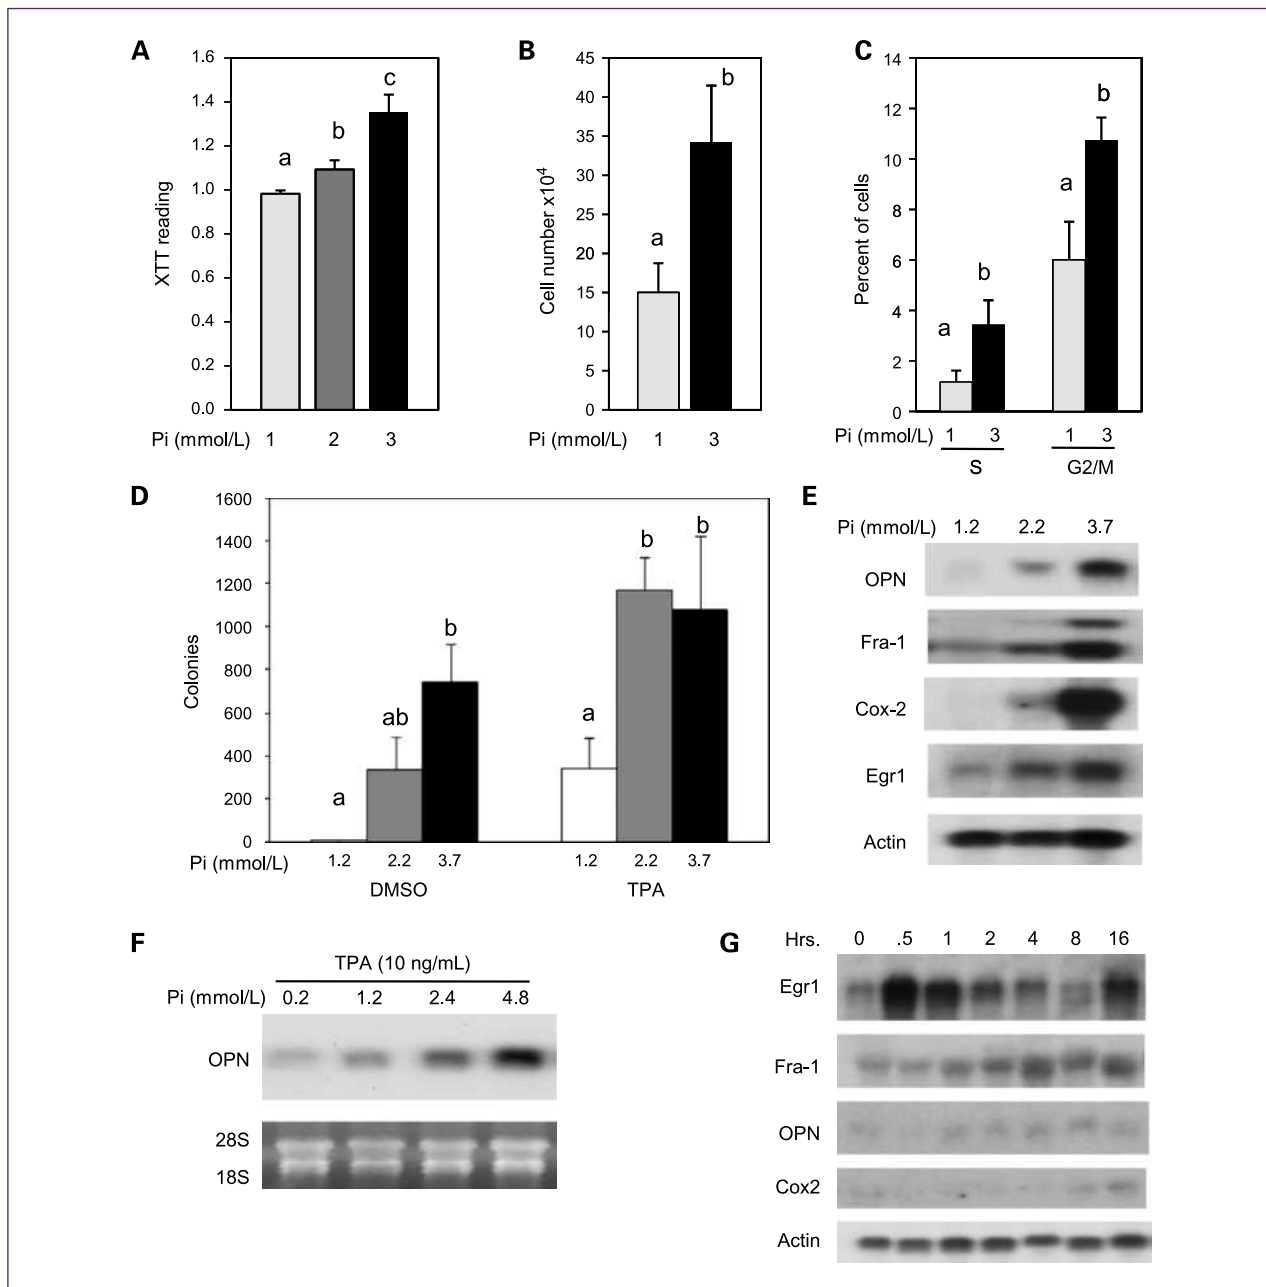 A
XTT reading
1.6
1.4
1.2
1.0
0.8
0.6
0.4
0.2
0.0
a
b
c
Pi (mmol/L) 1 2 3
B
Cell number x10⁴
45
40
35
30
25
20
15
10
5
0
a
b
Pi (mmol/L) 1 3
C
Percent of cells
14
12
10
8
6
4
2
0
a
b
a
b
Pi (mmol/L) 1 3 1 3
S G2/M
D
Colonies
1600
1400
1200
1000
800
600
400
200
0
a
ab
b
a
b
b
Pi (mmol/L) 1.2 2.2 3.7 1.2 2.2 3.7
DMSO TPA
E
Pi (mmol/L) 1.2 2.2 3.7
OPN
Fra-1
Cox-2
Egr1
Actin
F
TPA (10 ng/mL)
Pi (mmol/L) 0.2 1.2 2.4 4.8
OPN
28S
18S
G
Hrs. 0 .5 1 2 4 8 16
Egr1
Fra-1
OPN
Cox2
Actin